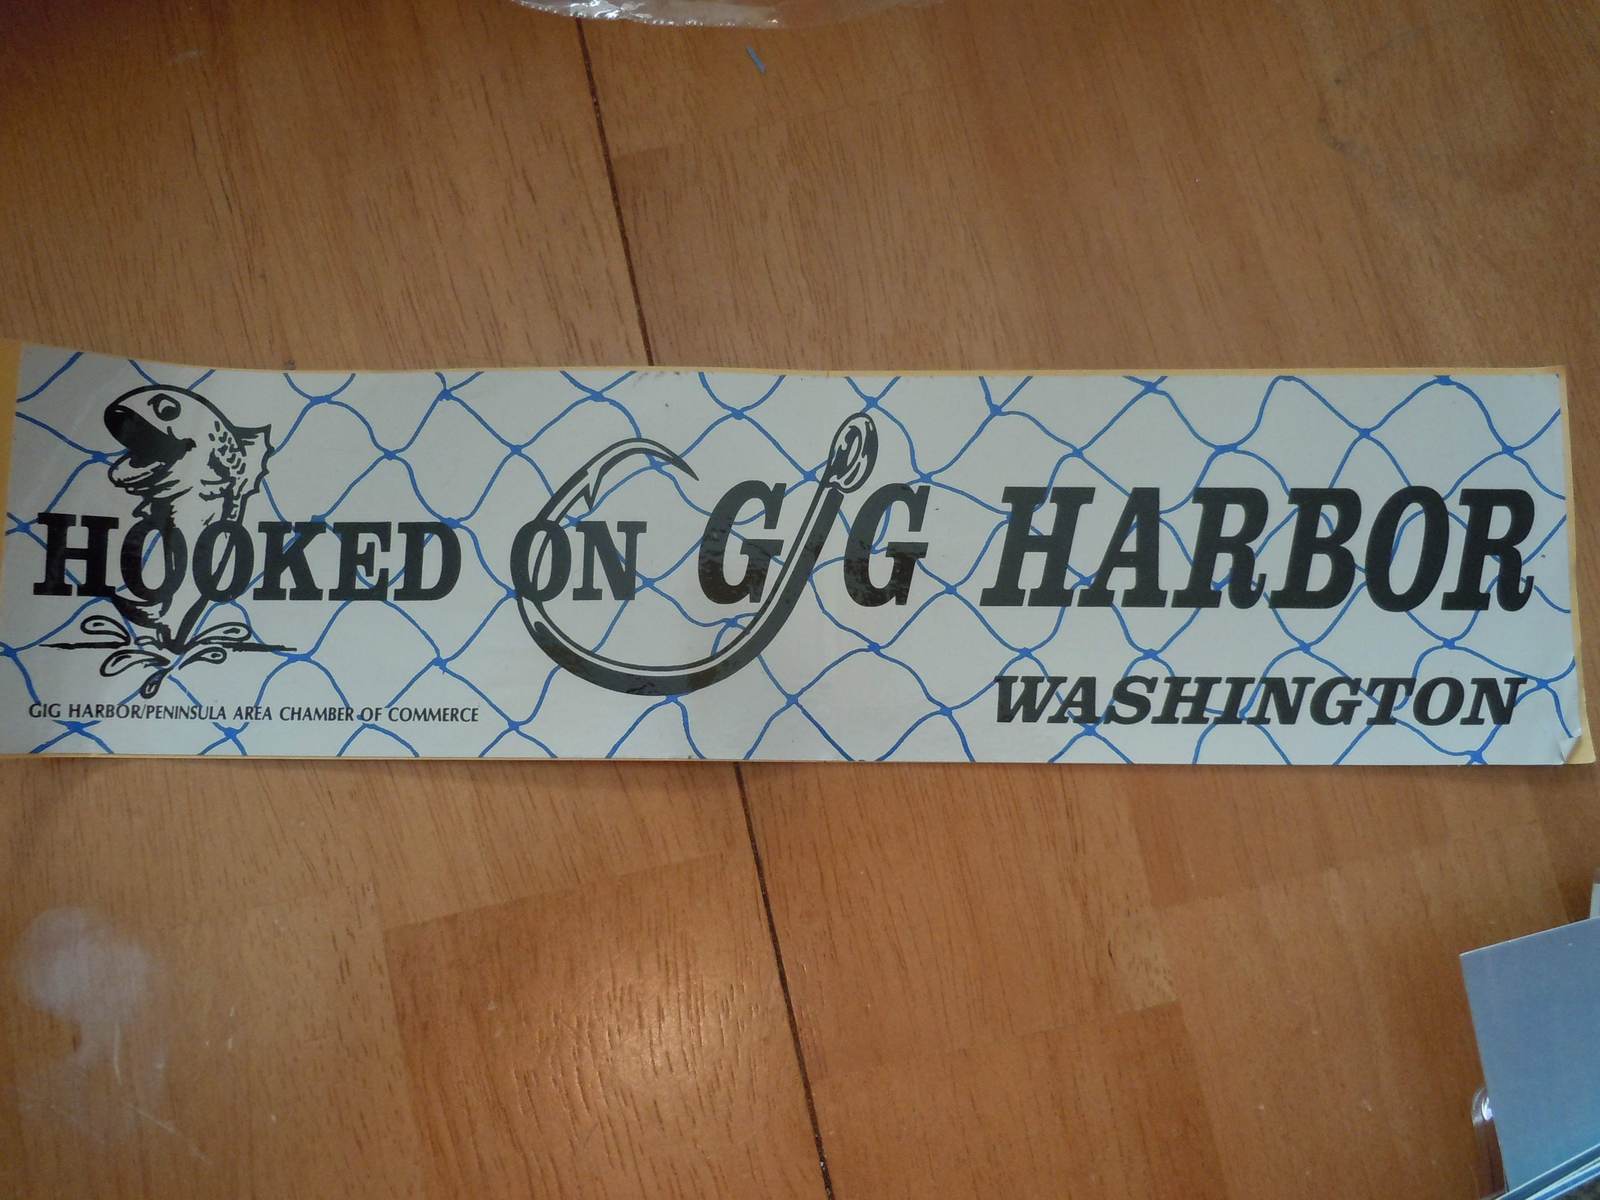 HOOKED ON GIG HARBOR
WASHINGTON
GIG HARBOR/PENINSULA AREA CHAMBER OF COMMERCE